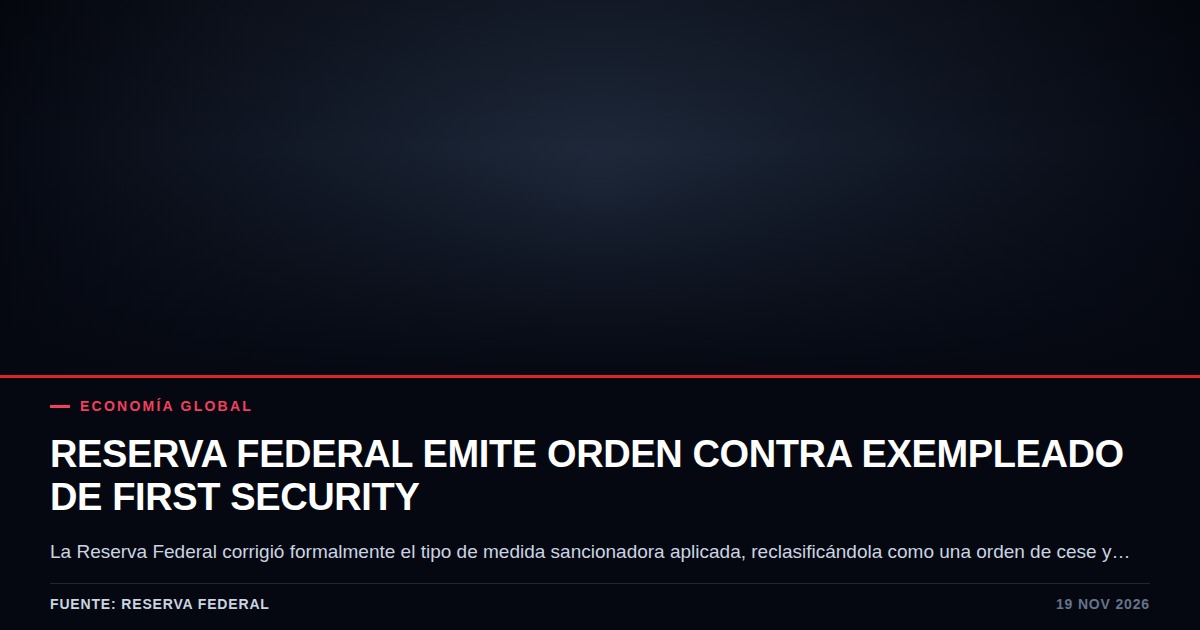 ECONOMÍA GLOBAL
RESERVA FEDERAL EMITE ORDEN CONTRA EXEMPLEADO
DE FIRST SECURITY
La Reserva Federal corrigió formalmente el tipo de medida sancionadora aplicada, reclasificándola como una orden de cese y…
FUENTE: RESERVA FEDERAL
19 NOV 2026